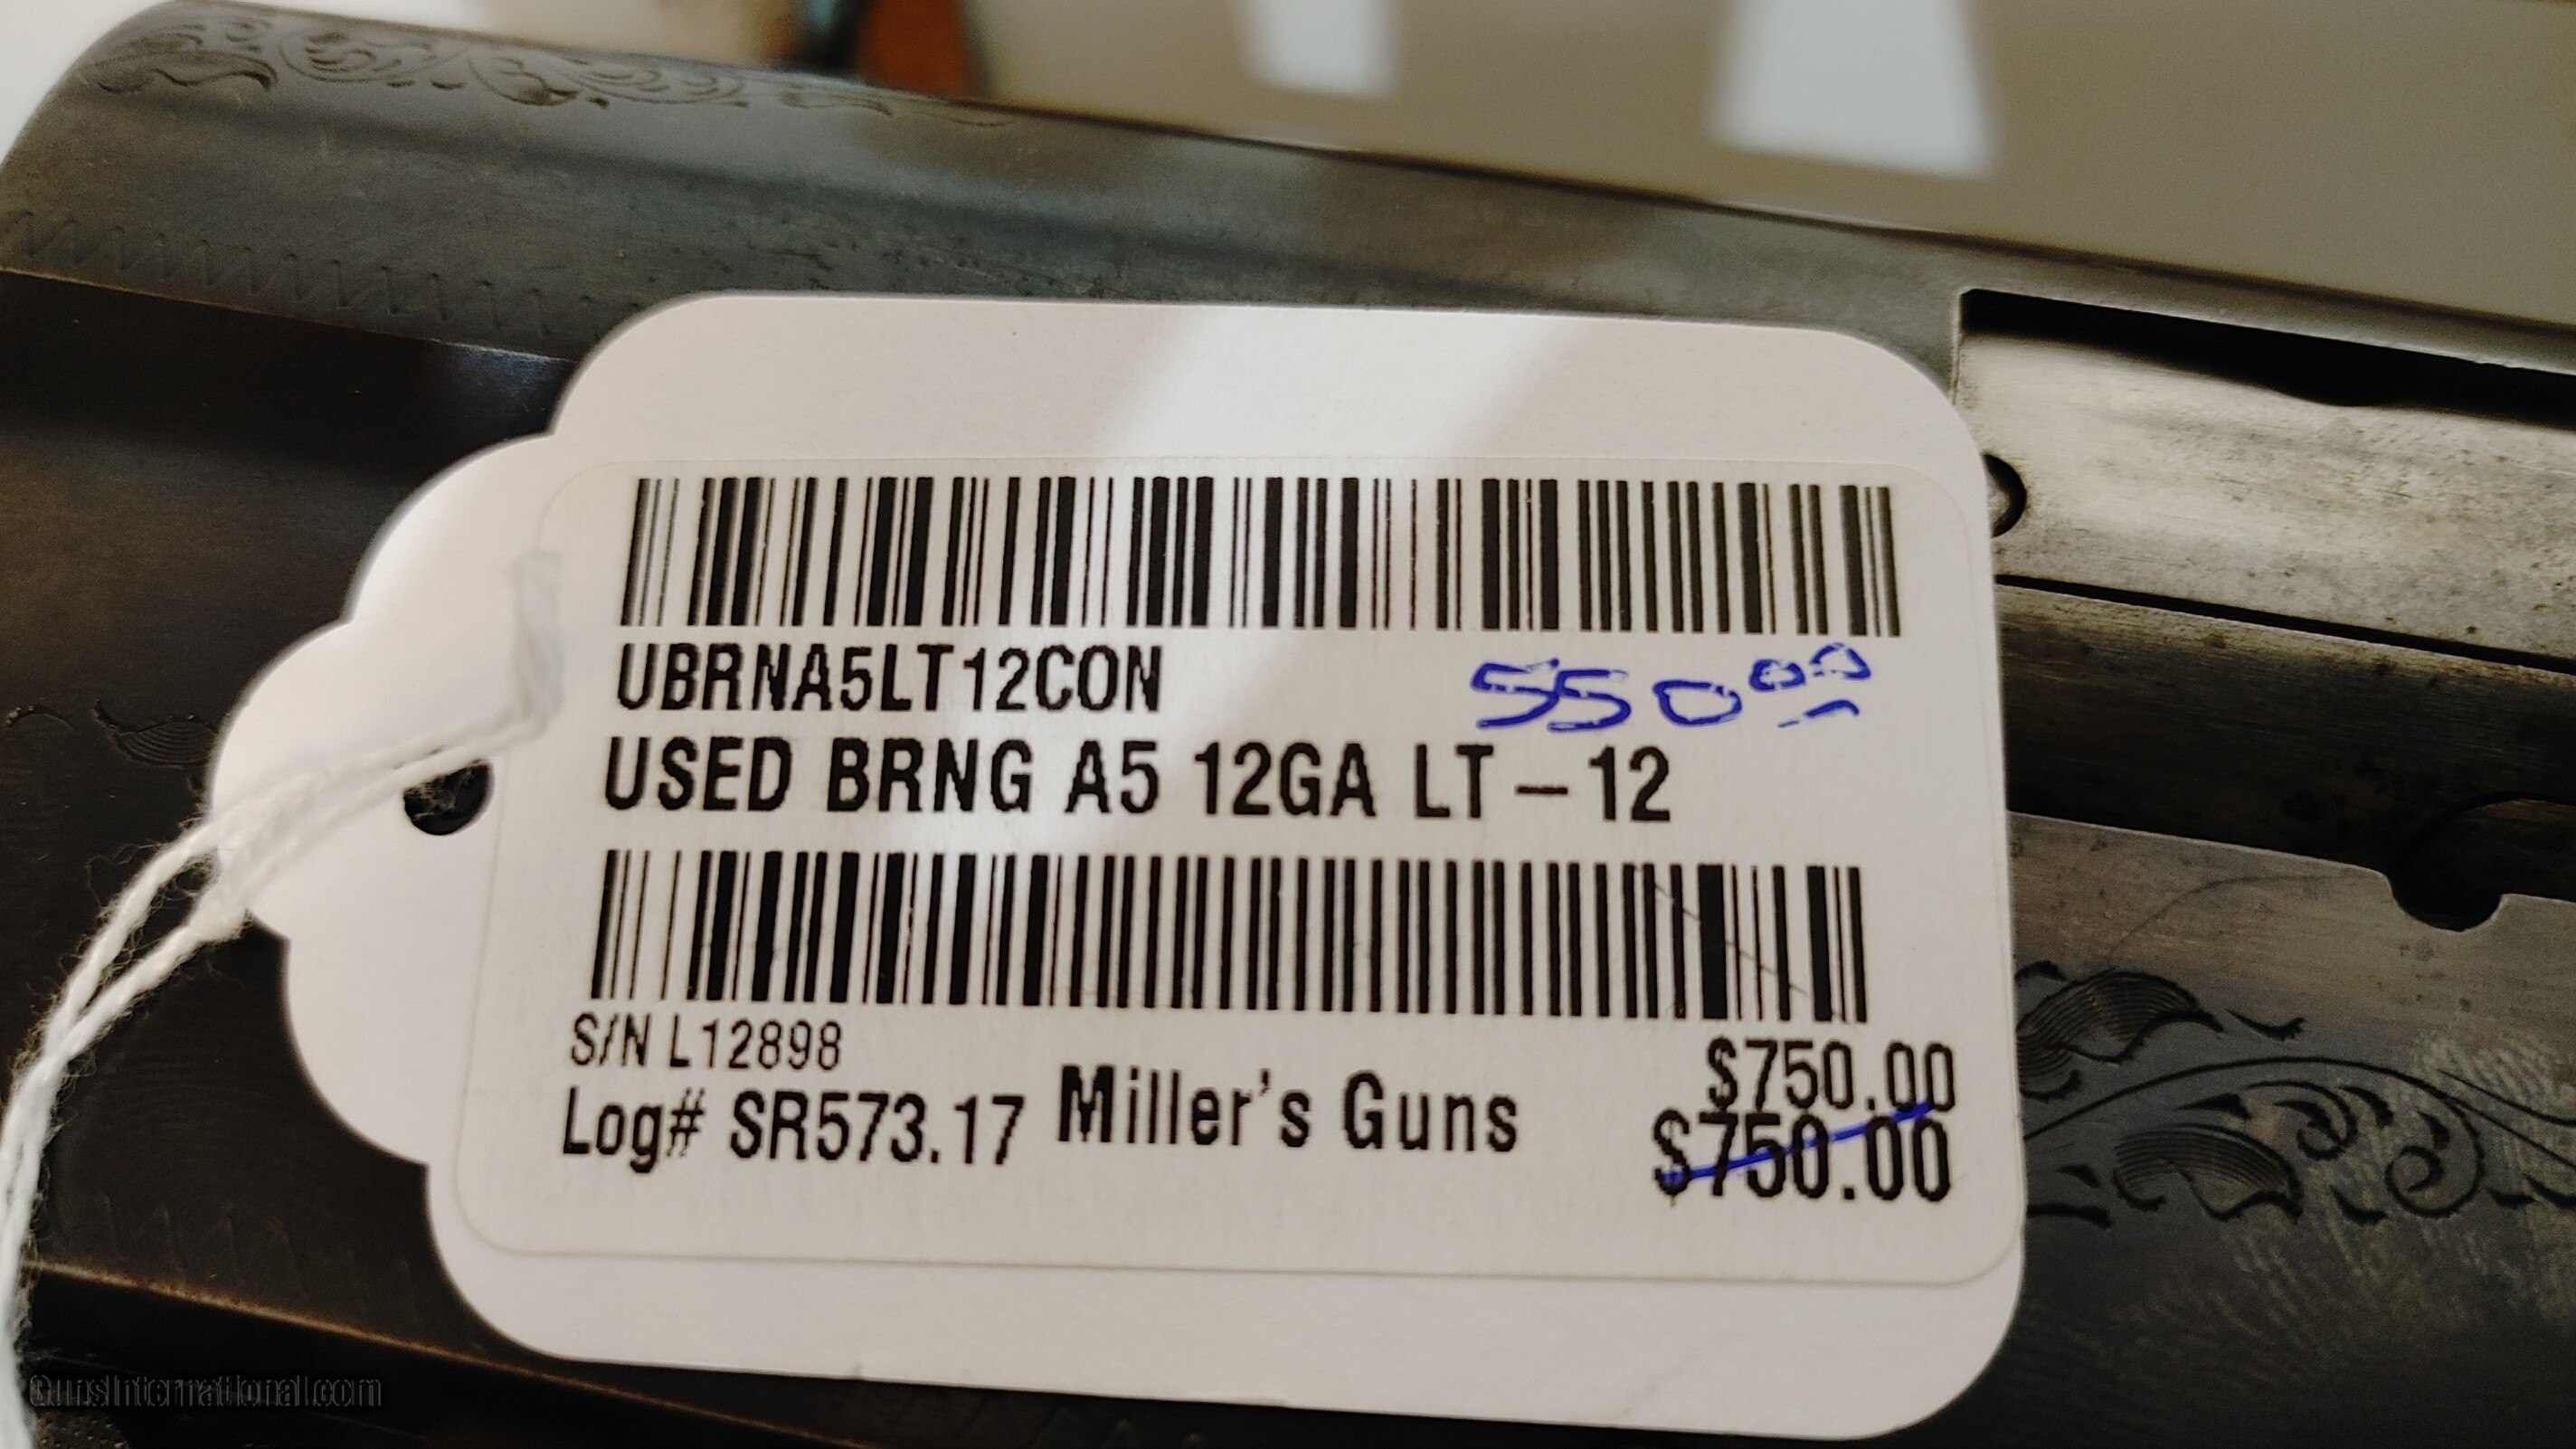 UBRNA5LT12CON
550 00
USED BRNG A5 12GA LT-12
S/N L12898
$750.00
Log# SR573.17 Miller's Guns
$750.00
GunsInternational.com